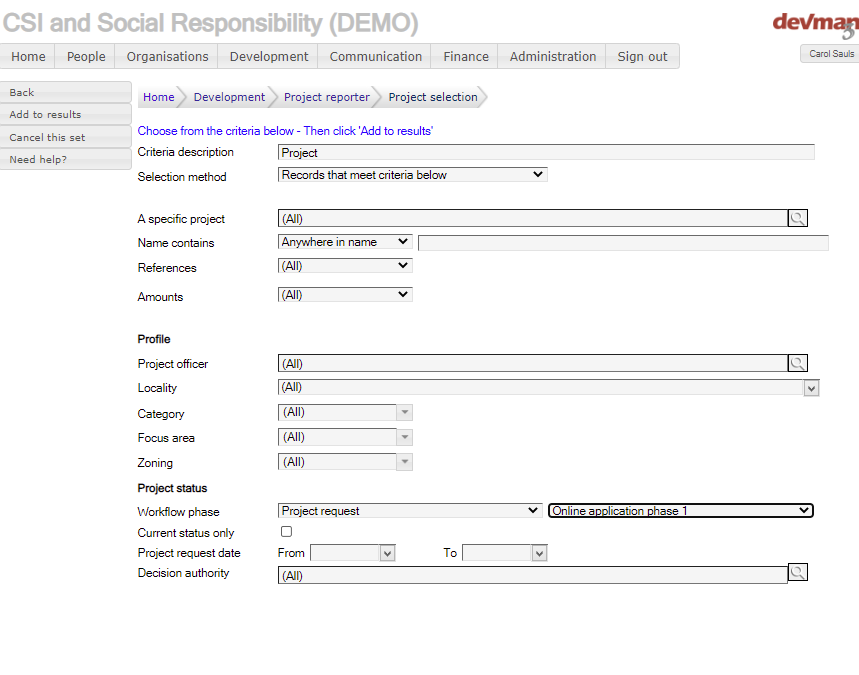 CSI and Social Responsibility (DEMO)
devman
3
Home People Organisations Development Communication Finance Administration Sign out
Carol Sauls
Back
Add to results
Cancel this set
Need help?
Home Development Project reporter Project selection
Choose from the criteria below - Then click 'Add to results'
Criteria description Project
Selection method Records that meet criteria below
A specific project (All)
Name contains Anywhere in name
References (All)
Amounts (All)
Profile
Project officer (All)
Locality (All)
Category (All)
Focus area (All)
Zoning (All)
Project status
Workflow phase Project request Online application phase 1
Current status only
Project request date From To
Decision authority (All)